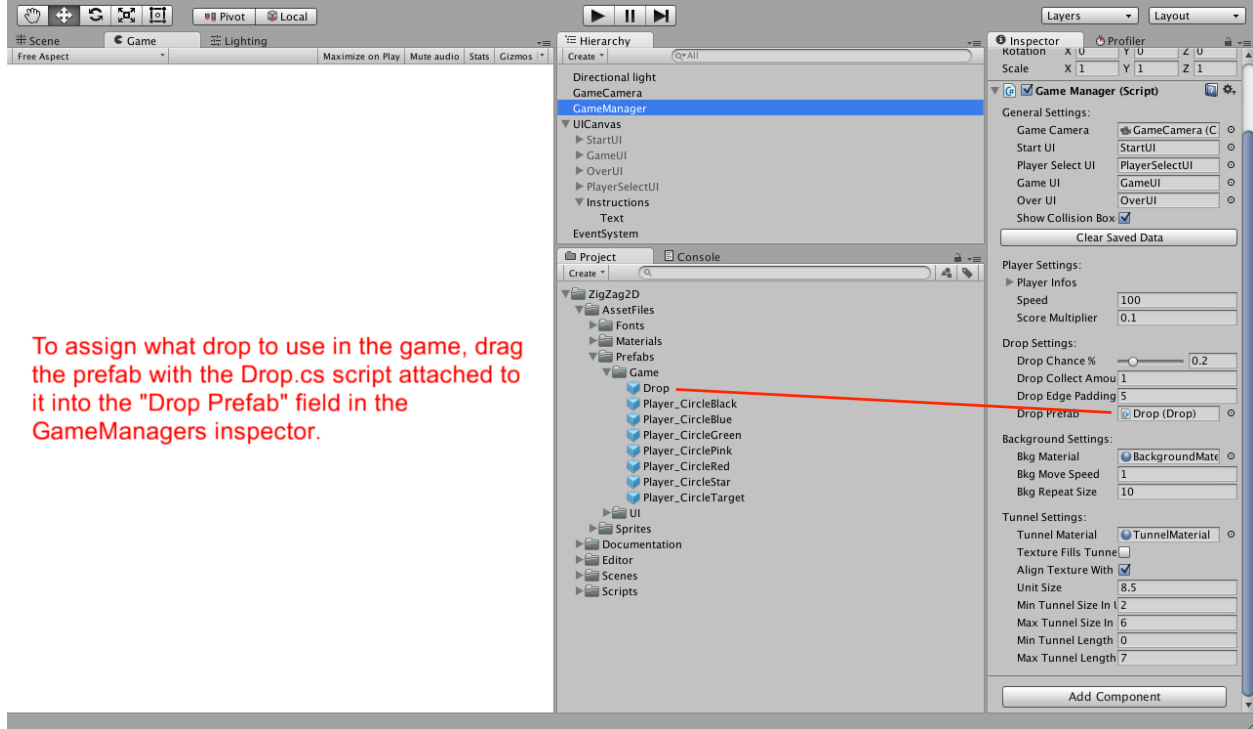 Pivot Local Layers Layout
Scene Game Lighting
Free Aspect Maximize on Play Mute audio Stats Gizmos
Hierarchy
Create All
Directional light
GameCamera
GameManager
UICanvas
StartUI
GameUI
OverUI
PlayerSelectUI
Instructions
Text
EventSystem
Project Console
Create
ZigZag2D
AssetFiles
Fonts
Materials
Prefabs
Game
Drop
Player_CircleBlack
Player_CircleBlue
Player_CircleGreen
Player_CirclePink
Player_CircleRed
Player_CircleStar
Player_CircleTarget
UI
Sprites
Documentation
Editor
Scenes
Scripts
To assign what drop to use in the game, drag
the prefab with the Drop.cs script attached to
it into the "Drop Prefab" field in the
GameManagers inspector.
Inspector Profiler
Rotation X 0 Y 0 Z 0
Scale X 1 Y 1 Z 1
Game Manager (Script)
General Settings:
Game Camera GameCamera (C
Start UI StartUI
Player Select UI PlayerSelectUI
Game UI GameUI
Over UI OverUI
Show Collision Box
Clear Saved Data
Player Settings:
Player Infos
Speed 100
Score Multiplier 0.1
Drop Settings:
Drop Chance % 0.2
Drop Collect Amou 1
Drop Edge Padding 5
Drop Prefab Drop (Drop)
Background Settings:
Bkg Material BackgroundMate
Bkg Move Speed 1
Bkg Repeat Size 10
Tunnel Settings:
Tunnel Material TunnelMaterial
Texture Fills Tunne
Align Texture With
Unit Size 8.5
Min Tunnel Size In U 2
Max Tunnel Size In 6
Min Tunnel Length 0
Max Tunnel Length 7
Add Component